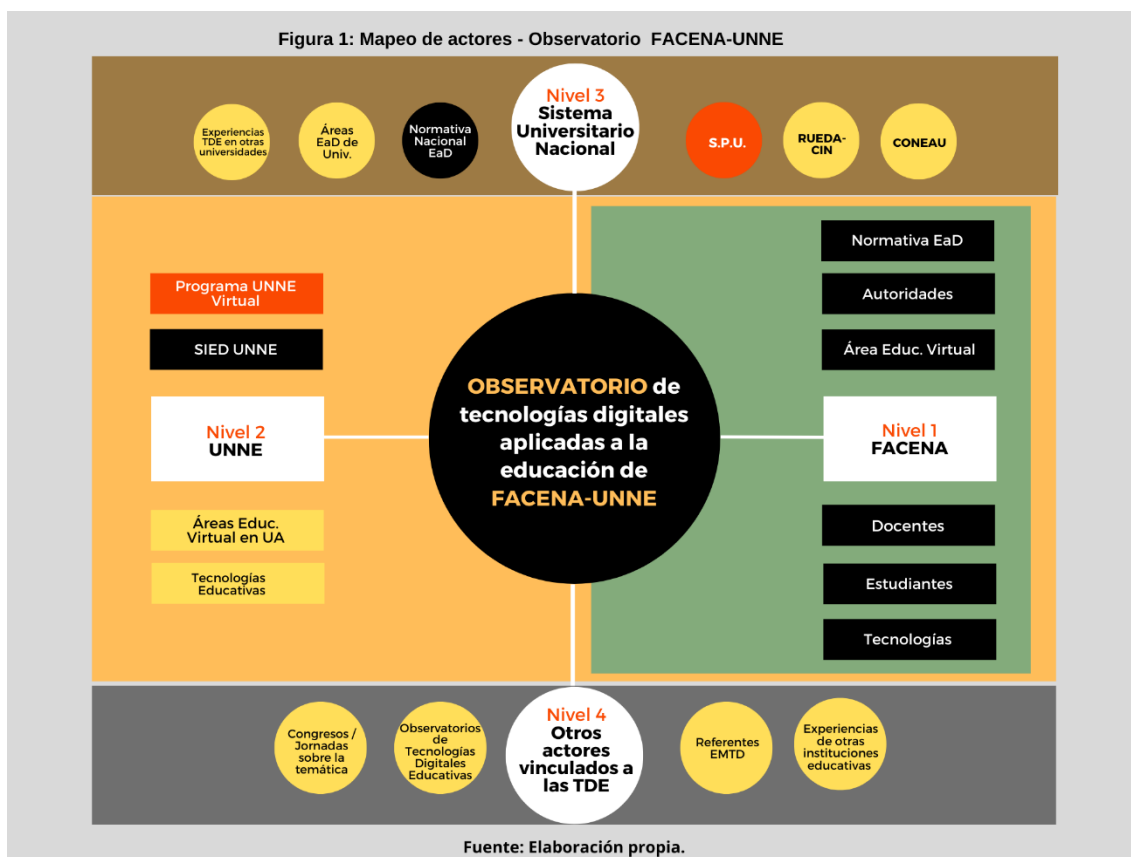 Figura 1: Mapeo de actores - Observatorio FACENA-UNNE
Experiencias
TDE en otras
universidades
Áreas
EaD de
Univ.
Normativa
Nacional
EaD
Nivel 3
Sistema
Universitario
Nacional
S.P.U.
RUEDA-
CIN
CONEAU
Programa UNNE
Virtual
SIED UNNE
Nivel 2
UNNE
Áreas Educ.
Virtual en UA
Tecnologías
Educativas
OBSERVATORIO de
tecnologías digitales
aplicadas a la
educación de
FACENA-UNNE
Normativa EaD
Autoridades
Área Educ. Virtual
Nivel 1
FACENA
Docentes
Estudiantes
Tecnologías
Congresos /
Jornadas
sobre la
temática
Observatorios
de
Tecnologías
Digitales
Educativas
Nivel 4
Otros
actores
vinculados a
las TDE
Referentes
EMTD
Experiencias
de otras
instituciones
educativas
Fuente: Elaboración propia.